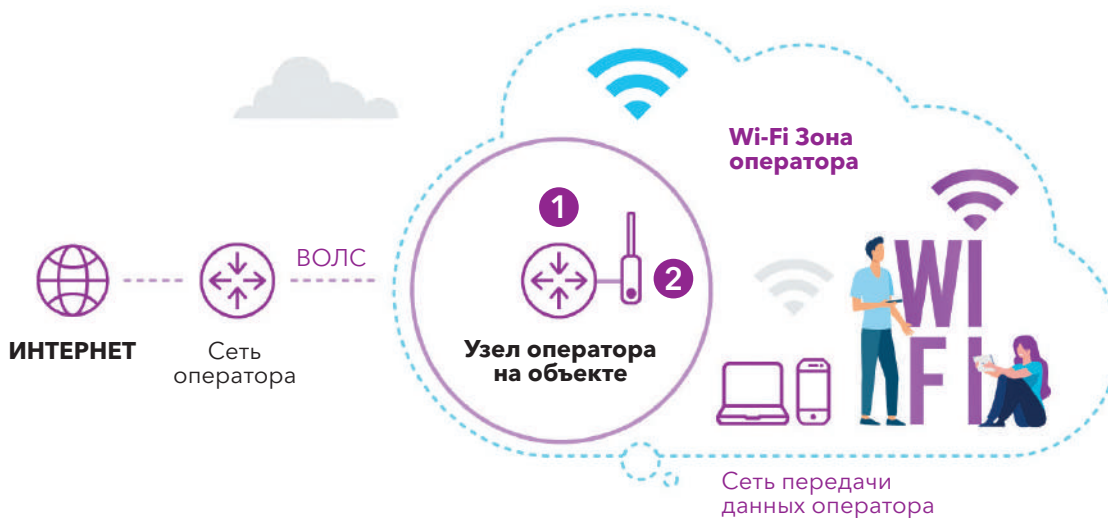 Wi-Fi Зона
оператора
1
ВОЛС
2
WI
FI
ИНТЕРНЕТ
Сеть
оператора
Узел оператора
на объекте
Сеть передачи
данных оператора